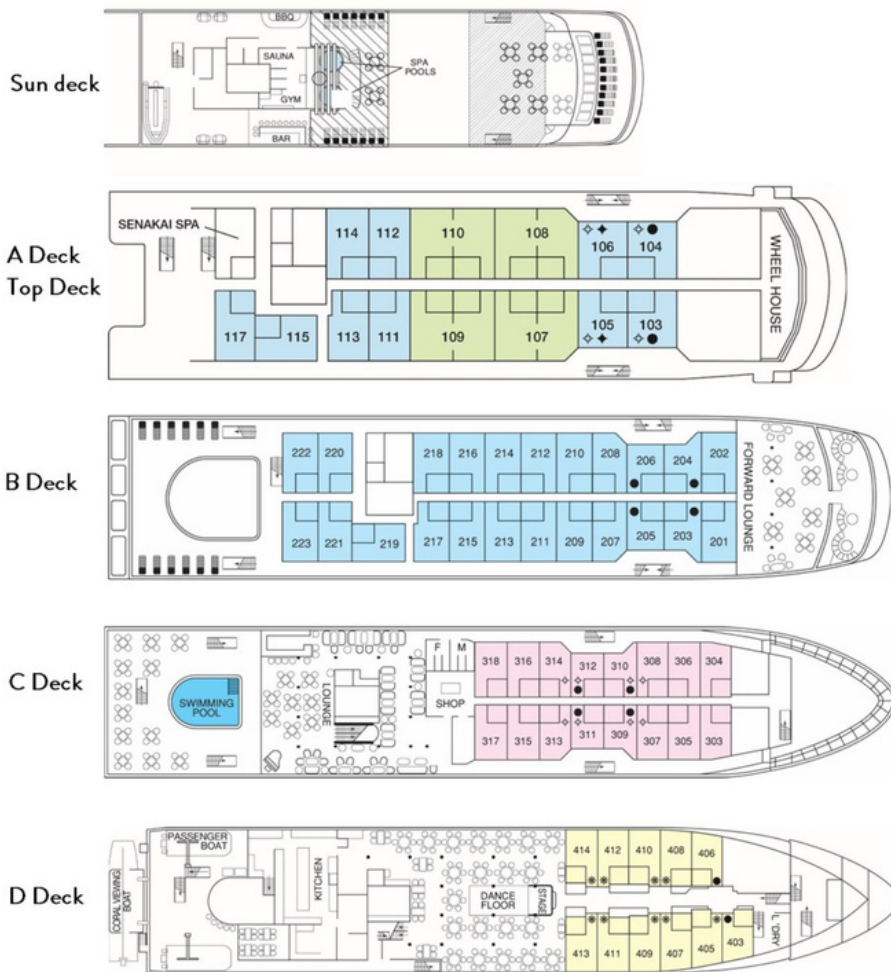 Sun deck
BBQ
SAUNA
SPA
POOLS
GYM
BAR
A Deck
Top Deck
SENAKAI SPA
114 112 110 108 106 104
117 115 113 111 109 107 105 103
WHEEL HOUSE
B Deck
222 220 218 216 214 212 210 208 206 204 202
223 221 219 217 215 213 211 209 207 205 203 201
FORWARD LOUNGE
C Deck
SWIMMING
POOL
LOUNGE
F M
SHOP
318 316 314 312 310 308 306 304
317 315 313 311 309 307 305 303
D Deck
CORAL VIEWING
BOAT
PASSENGER
BOAT
KITCHEN
DANCE
FLOOR
STAGE
414 412 410 408 406
413 411 409 407 405 403
L'DRY